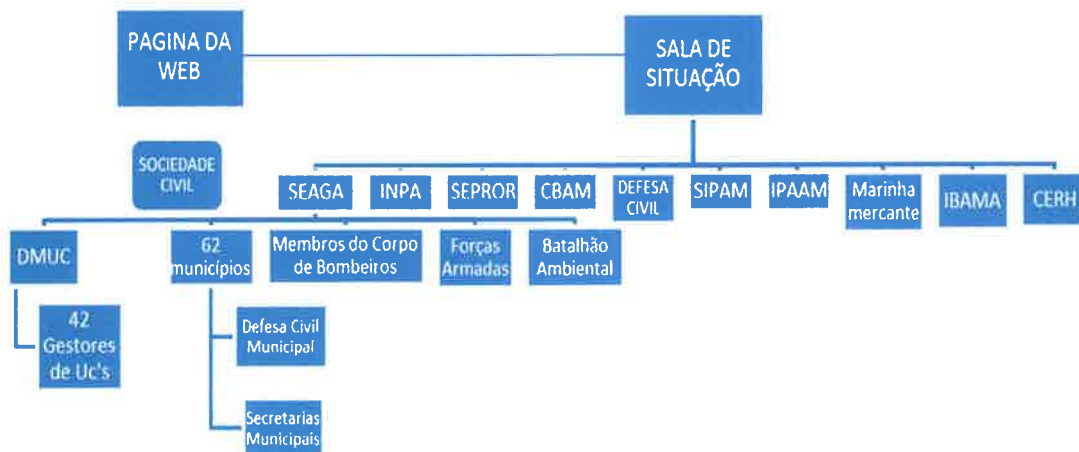 PAGINA DA
WEB
SALA DE
SITUAÇÃO
SOCIEDADE
CIVIL
SEAGA
INPA
SEPROR
CBAM
DEFESA
CIVIL
SIPAM
IPAAM
Marinha
mercante
IBAMA
CERH
DMUC
62
municípios
Membros do Corpo
de Bombeiros
Forças
Armadas
Batalhão
Ambiental
42
Gestores
de Uc's
Defesa Civil
Municipal
Secretarias
Municipais